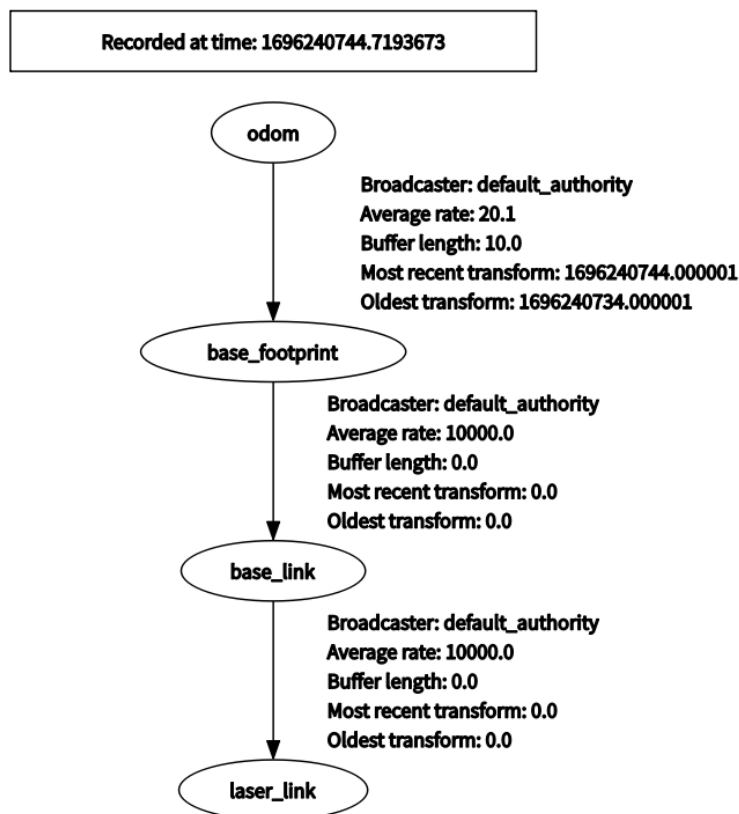 Recorded at time: 1696240744.7193673
odom
Broadcaster: default_authority
Average rate: 20.1
Buffer length: 10.0
Most recent transform: 1696240744.000001
Oldest transform: 1696240734.000001
base_footprint
Broadcaster: default_authority
Average rate: 10000.0
Buffer length: 0.0
Most recent transform: 0.0
Oldest transform: 0.0
base_link
Broadcaster: default_authority
Average rate: 10000.0
Buffer length: 0.0
Most recent transform: 0.0
Oldest transform: 0.0
laser_link